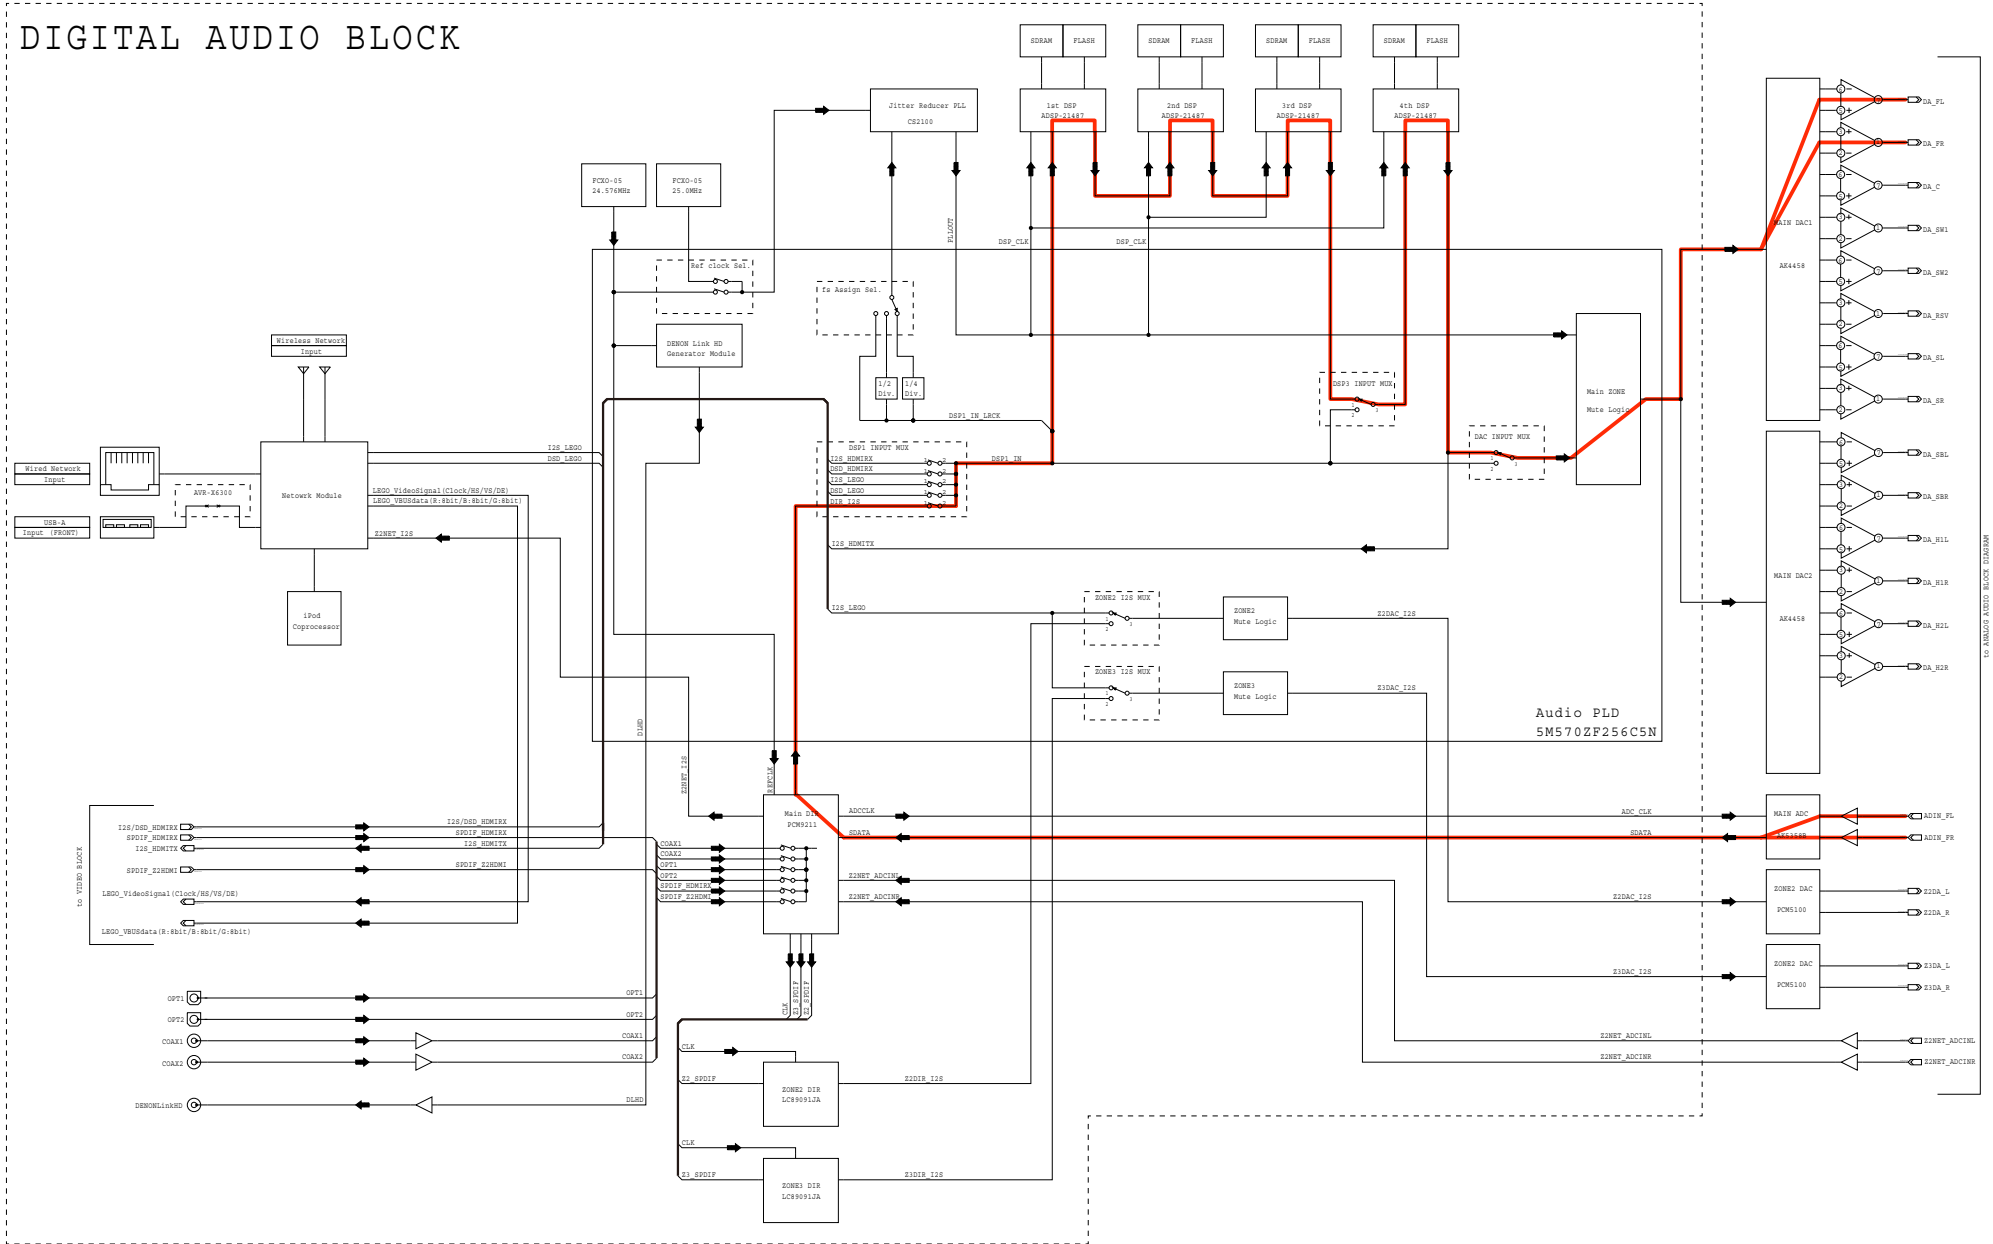 DIGITAL AUDIO BLOCK
SDRAM
FLASH
SDRAM
FLASH
SDRAM
FLASH
SDRAM
FLASH
Jitter Reducer PLL
CS2100
1st DSP
ADSP-21487
2nd DSP
ADSP-21487
3rd DSP
ADSP-21487
4th DSP
ADSP-21487
FCXO-05
24.576MHz
FCXO-05
25.0MHz
PLLOUT
DSP_CLK
DSP_CLK
Ref clock Sel.
fs Assign Sel.
DENON Link HD
Generator Module
1/2
Div.
1/4
Div.
DSP1_IN_LRCK
DSP3 INPUT MUX
DAC INPUT MUX
Main ZONE
Mute Logic
Wireless Network
Input
Wired Network
Input
AVR-X6300
USB-A
Input (FRONT)
Netowrk Module
iPod
Coprocessor
I2S_LEGO
DSD_LEGO
LEGO_VideoSignal(Clock/HS/VS/DE)
LEGO_VBUSdata(R:8bit/B:8bit/G:8bit)
Z2NET_I2S
DSP1 INPUT MUX
I2S_HDMIRX
DSD_HDMIRX
I2S_LEGO
DSD_LEGO
DIR_I2S
DSP1_IN
I2S_HDMITX
I2S_LEGO
ZONE2 I2S MUX
ZONE2
Mute Logic
Z2DAC_I2S
ZONE3 I2S MUX
ZONE3
Mute Logic
Z3DAC_I2S
Audio PLD
5M570ZF256C5N
DLHD
Z2NET_I2S
REFCLK
Main DIR
PCM9211
ADCCLK
SDATA
ADC_CLK
SDATA
COAX1
COAX2
OPT1
OPT2
SPDIF_HDMIRX
SPDIF_Z2HDMI
Z2NET_ADCINL
Z2NET_ADCINR
Z2DAC_I2S
Z3DAC_I2S
CLK
Z3_SPDIF
Z2_SPDIF
to VIDEO BLOCK
I2S/DSD_HDMIRX
SPDIF_HDMIRX
I2S_HDMITX
SPDIF_Z2HDMI
LEGO_VideoSignal(Clock/HS/VS/DE)
LEGO_VBUSdata(R:8bit/B:8bit/G:8bit)
I2S/DSD_HDMIRX
SPDIF_HDMIRX
I2S_HDMITX
SPDIF_Z2HDMI
OPT1
OPT2
COAX1
COAX2
DENONLinkHD
OPT1
OPT2
COAX1
COAX2
DLHD
CLK
Z2_SPDIF
ZONE2 DIR
LC89091JA
Z2DIR_I2S
CLK
Z3_SPDIF
ZONE3 DIR
LC89091JA
Z3DIR_I2S
Z2NET_ADCINL
Z2NET_ADCINR
MAIN DAC1
AK4458
MAIN DAC2
AK4458
MAIN ADC
AK5358B
ZONE2 DAC
PCM5100
ZONE2 DAC
PCM5100
DA_FL
DA_FR
DA_C
DA_SW1
DA_SW2
DA_RSV
DA_SL
DA_SR
DA_SBL
DA_SBR
DA_H1L
DA_H1R
DA_H2L
DA_H2R
ADIN_FL
ADIN_FR
Z2DA_L
Z2DA_R
Z3DA_L
Z3DA_R
Z2NET_ADCINL
Z2NET_ADCINR
to ANALOG AUDIO BLOCK DIAGRAM